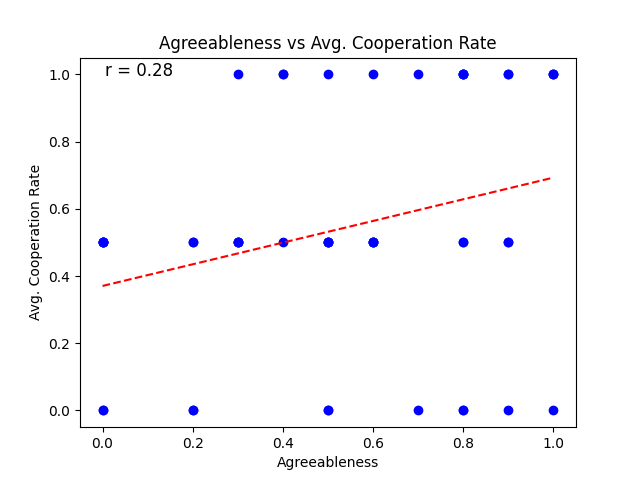 Agreeableness vs Avg. Cooperation Rate
r = 0.28
1.0
0.8
0.6
0.4
0.2
0.0
Avg. Cooperation Rate
0.0 0.2 0.4 0.6 0.8 1.0
Agreeableness